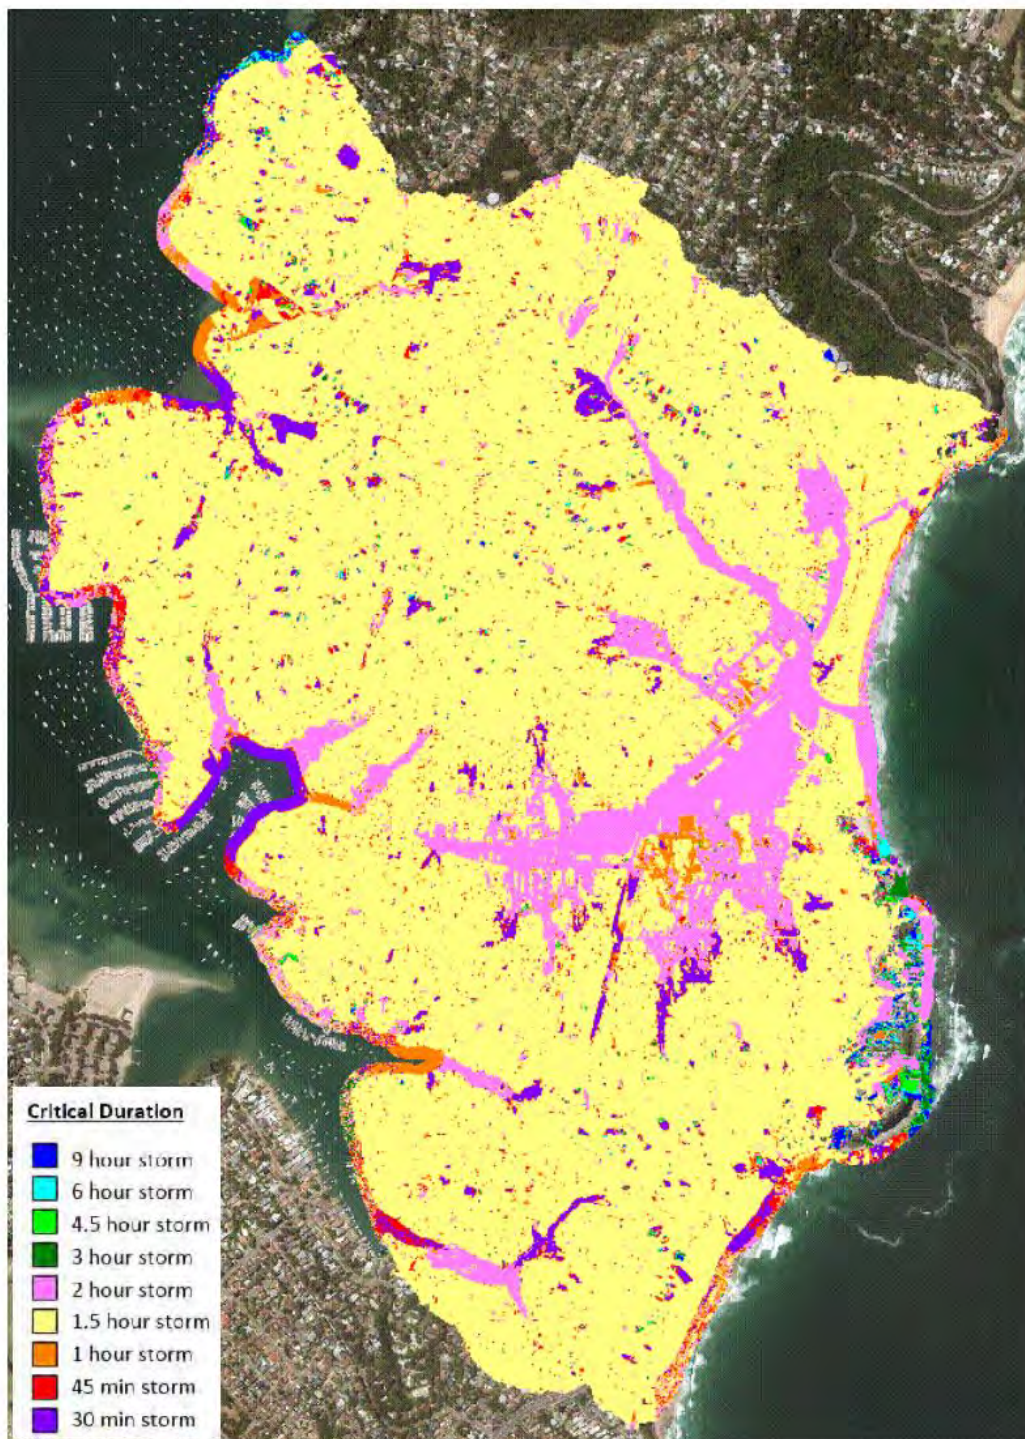 Critical Duration
9 hour storm
6 hour storm
4.5 hour storm
3 hour storm
2 hour storm
1.5 hour storm
1 hour storm
45 min storm
30 min storm